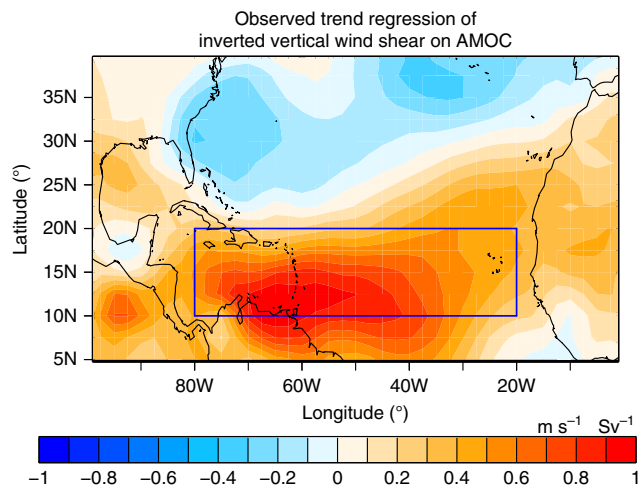 Observed trend regression of
inverted vertical wind shear on AMOC
35N
30N
25N
20N
15N
10N
5N
Latitude (°)
80W 60W 40W 20W
Longitude (°)
m s⁻¹ Sv⁻¹
−1 −0.8 −0.6 −0.4 −0.2 0 0.2 0.4 0.6 0.8 1